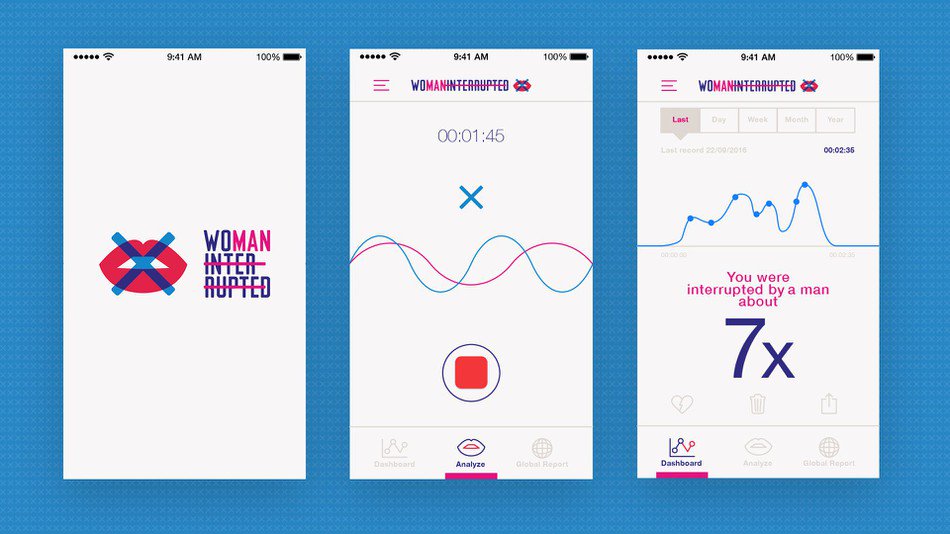 9:41 AM
100%
WOMAN
INTER
RUPTED
9:41 AM
100%
WOMANINTERRUPTED
00:01:45
Dashboard
Analyze
Global Report
9:41 AM
100%
WOMANINTERRUPTED
Last Day Week Month Year
Last record 22/09/2016 00:02:35
00:00:00 00:02:35
You were
interrupted by a man
about
7x
Dashboard
Analyze
Global Report